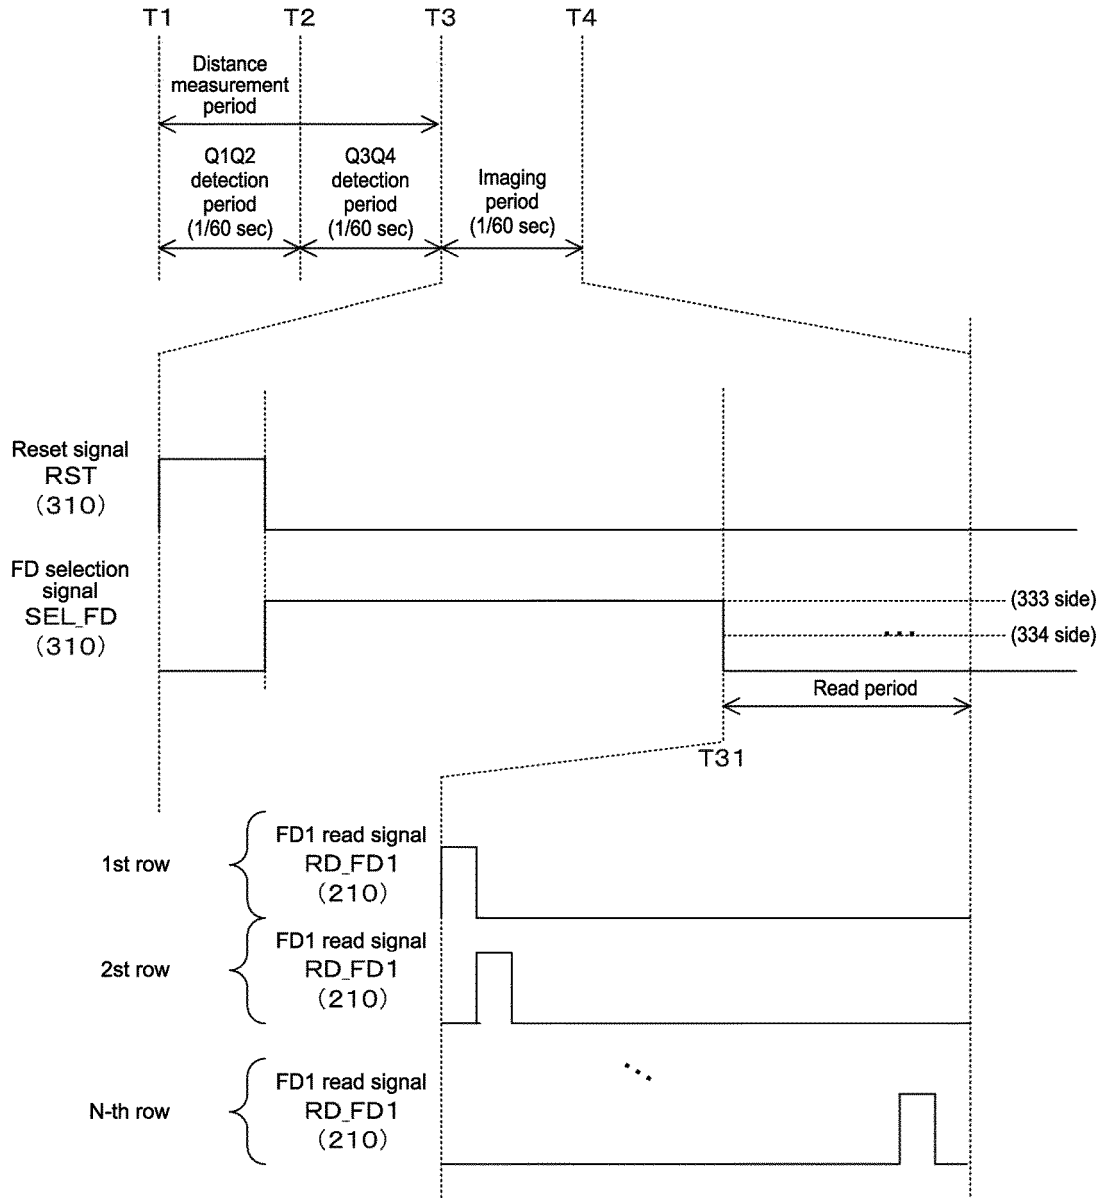 T1
T2
T3
T4
Distance
measurement
period
Q1Q2
detection
period
(1/60 sec)
Q3Q4
detection
period
(1/60 sec)
Imaging
period
(1/60 sec)
Reset signal
RST
(310)
FD selection
signal
SEL_FD
(310)
(333 side)
(334 side)
Read period
T31
1st row
FD1 read signal
RD_FD1
(210)
2st row
FD1 read signal
RD_FD1
(210)
N-th row
FD1 read signal
RD_FD1
(210)